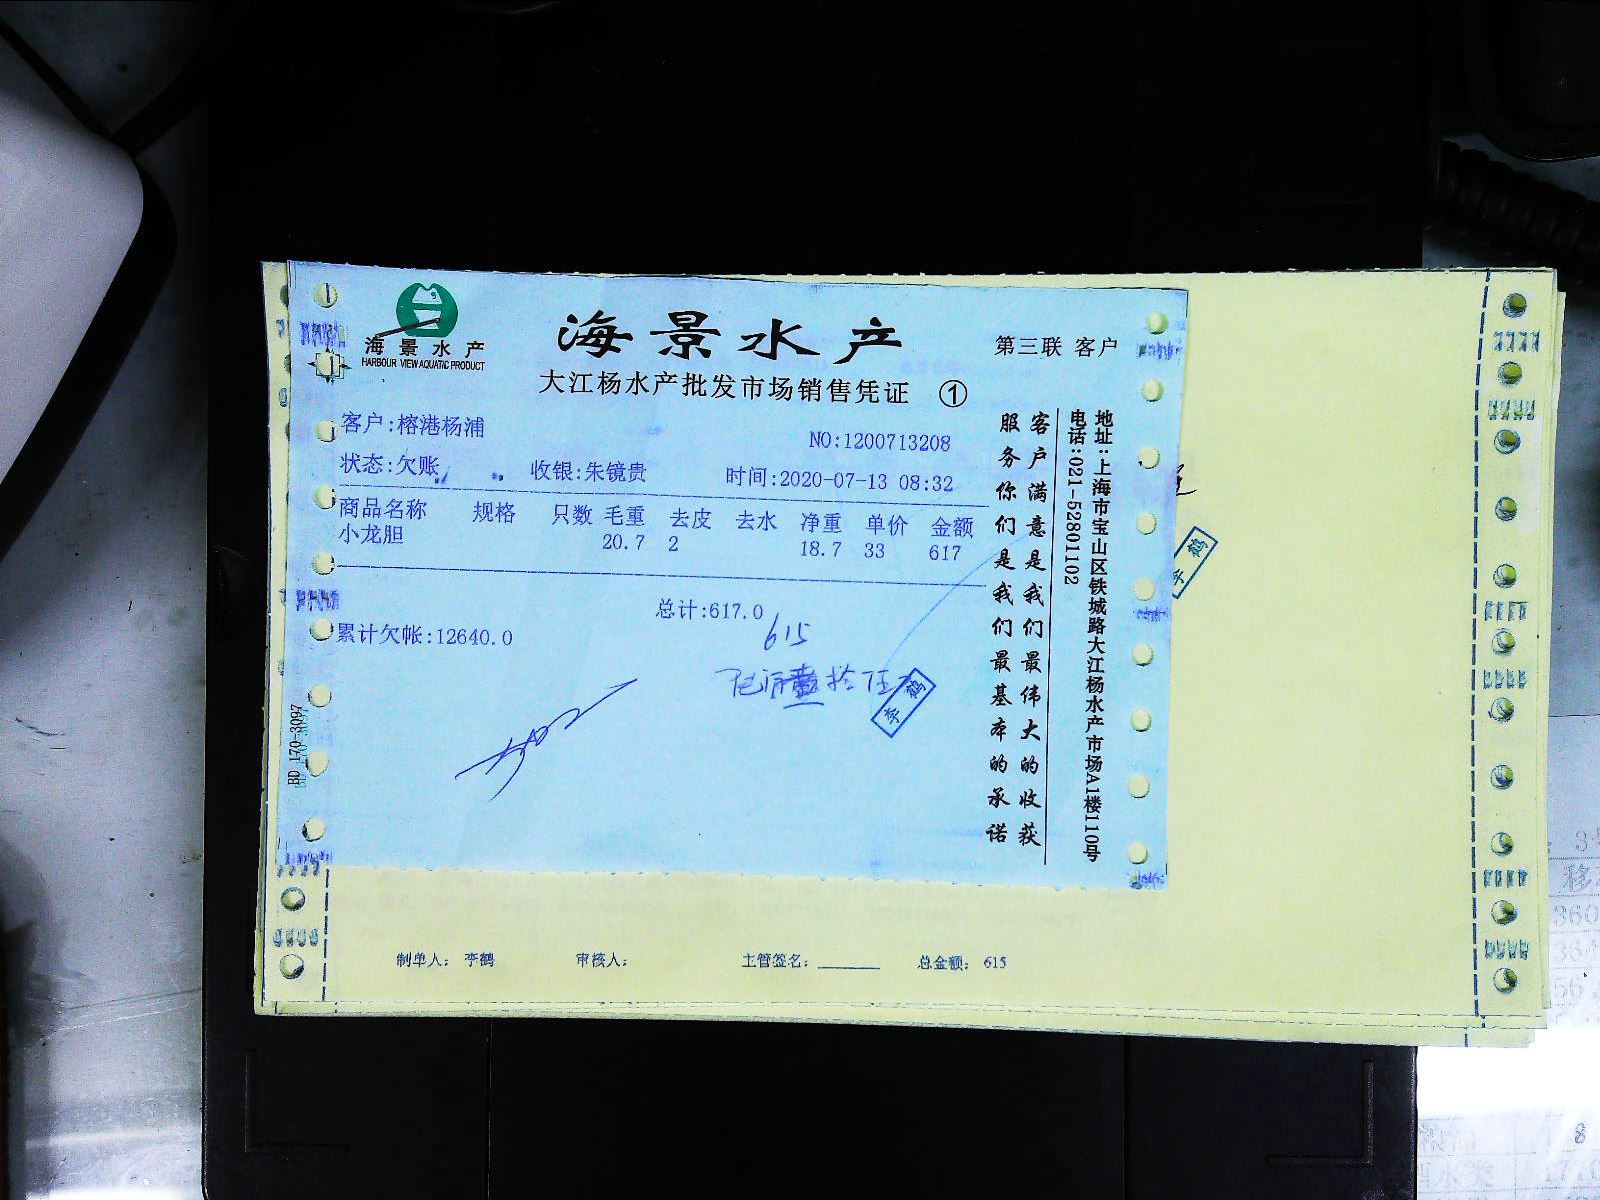 海景水产
HARBOUR VIEW AQUATIC PRODUCT
海景水产
第三联 客户
大江杨水产批发市场销售凭证 ①
客户:榕港杨浦
NO:1200713208
状态:欠账 收银:朱镜贵 时间:2020-07-13 08:32
商品名称 规格 只数 毛重 去皮 去水 净重 单价 金额
小龙胆 20.7 2 18.7 33 617
总计:617.0
累计欠帐:12640.0
615
李鹤
客户满意是我们最伟大的收获
服务你们是我们最基本的承诺
地址:上海市宝山区铁城路大江杨水产市场A1楼110号
电话:021-52801102
BD 170-3097
鹤
制单人: 李鹤 审核人: 主管签名: 总金额: 615